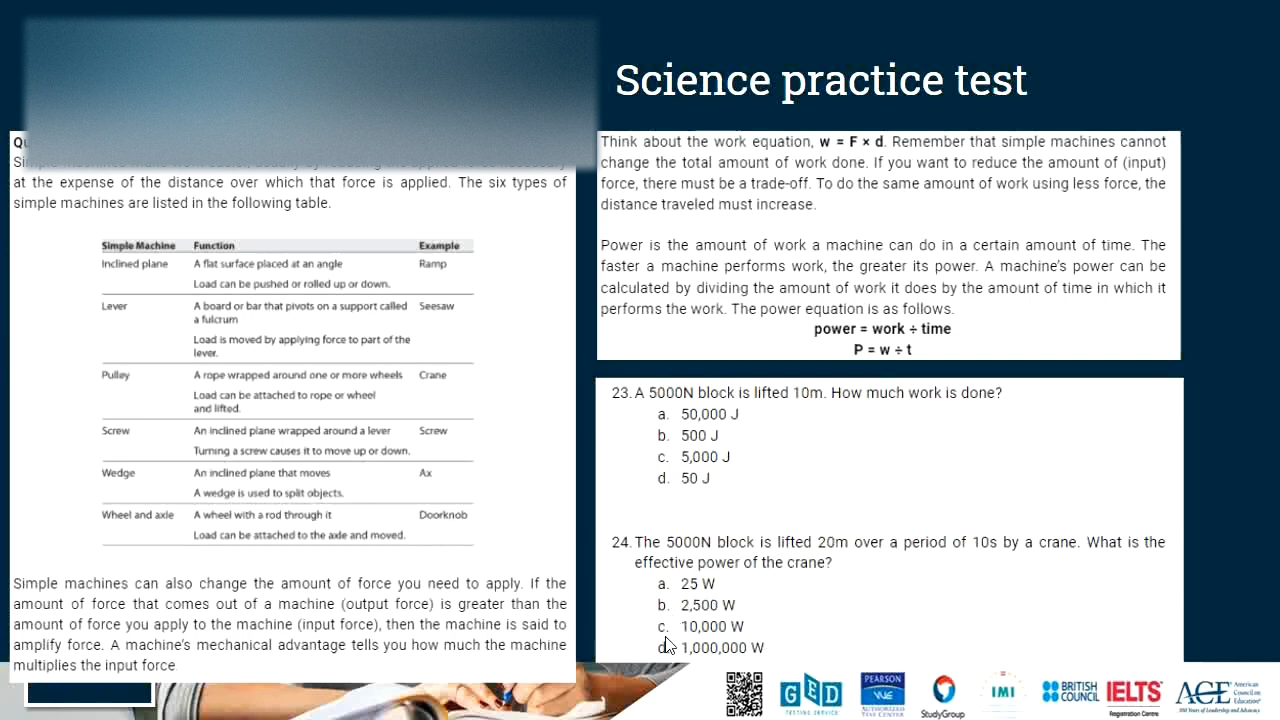 Science practice test
Qu
at the expense of the distance over which that force is applied. The six types of
simple machines are listed in the following table.
Simple Machine Function Example
Inclined plane A flat surface placed at an angle Ramp
Load can be pushed or rolled up or down.
Lever A board or bar that pivots on a support called Seesaw
a fulcrum
Load is moved by applying force to part of the
lever.
Pulley A rope wrapped around one or more wheels Crane
Load can be attached to rope or wheel
and lifted.
Screw An inclined plane wrapped around a lever Screw
Turning a screw causes it to move up or down.
Wedge An inclined plane that moves Ax
A wedge is used to split objects.
Wheel and axle A wheel with a rod through it Doorknob
Load can be attached to the axle and moved.
Simple machines can also change the amount of force you need to apply. If the
amount of force that comes out of a machine (output force) is greater than the
amount of force you apply to the machine (input force), then the machine is said to
amplify force. A machine's mechanical advantage tells you how much the machine
multiplies the input force.
Think about the work equation, w = F × d. Remember that simple machines cannot
change the total amount of work done. If you want to reduce the amount of (input)
force, there must be a trade-off. To do the same amount of work using less force, the
distance traveled must increase.
Power is the amount of work a machine can do in a certain amount of time. The
faster a machine performs work, the greater its power. A machine's power can be
calculated by dividing the amount of work it does by the amount of time in which it
performs the work. The power equation is as follows.
power = work ÷ time
P = w ÷ t
23. A 5000N block is lifted 10m. How much work is done?
a. 50,000 J
b. 500 J
c. 5,000 J
d. 50 J
24. The 5000N block is lifted 20m over a period of 10s by a crane. What is the
effective power of the crane?
a. 25 W
b. 2,500 W
c. 10,000 W
d. 1,000,000 W
GED
TESTING SERVICE
PEARSON
VUE
AUTHORIZED
TEST CENTER
StudyGroup
IMI
BRITISH
COUNCIL
IELTS
Registration Centre
ACE
American
Council on
Education
100 Years of Leadership and Advocacy